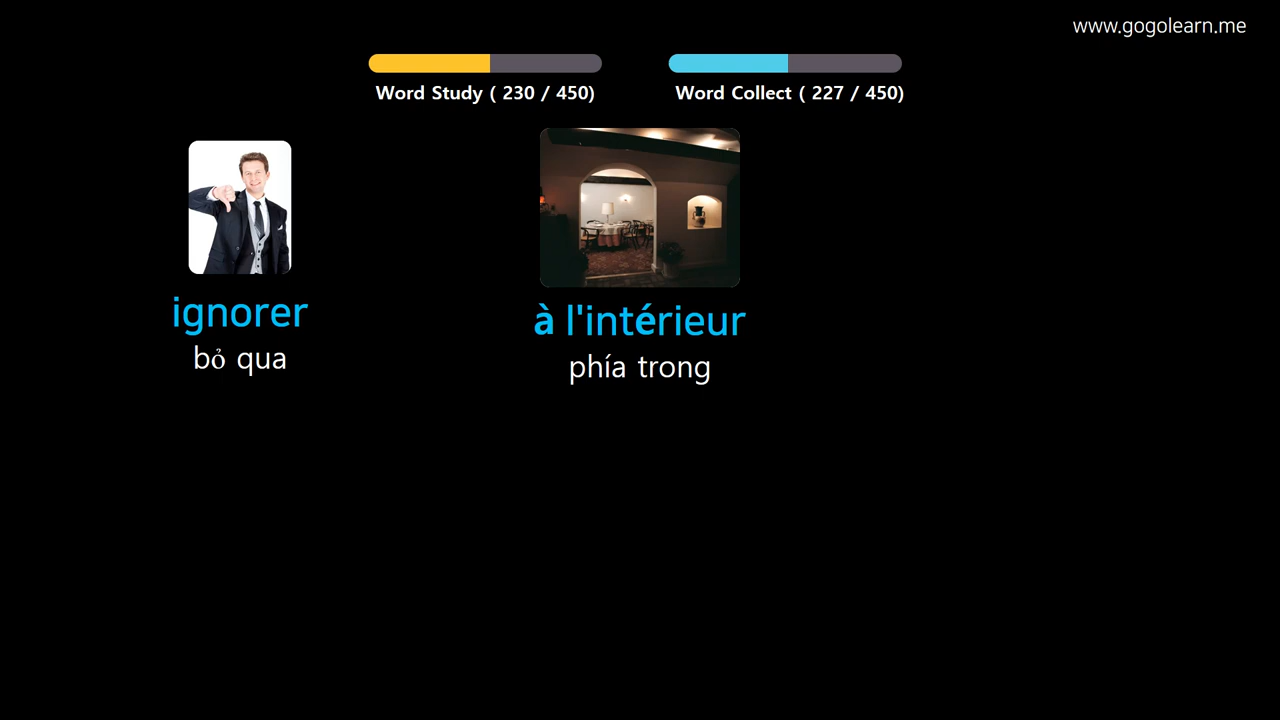 www.gogolearn.me
Word Study ( 230 / 450)
Word Collect ( 227 / 450)
ignorer
bỏ qua
à l'intérieur
phía trong